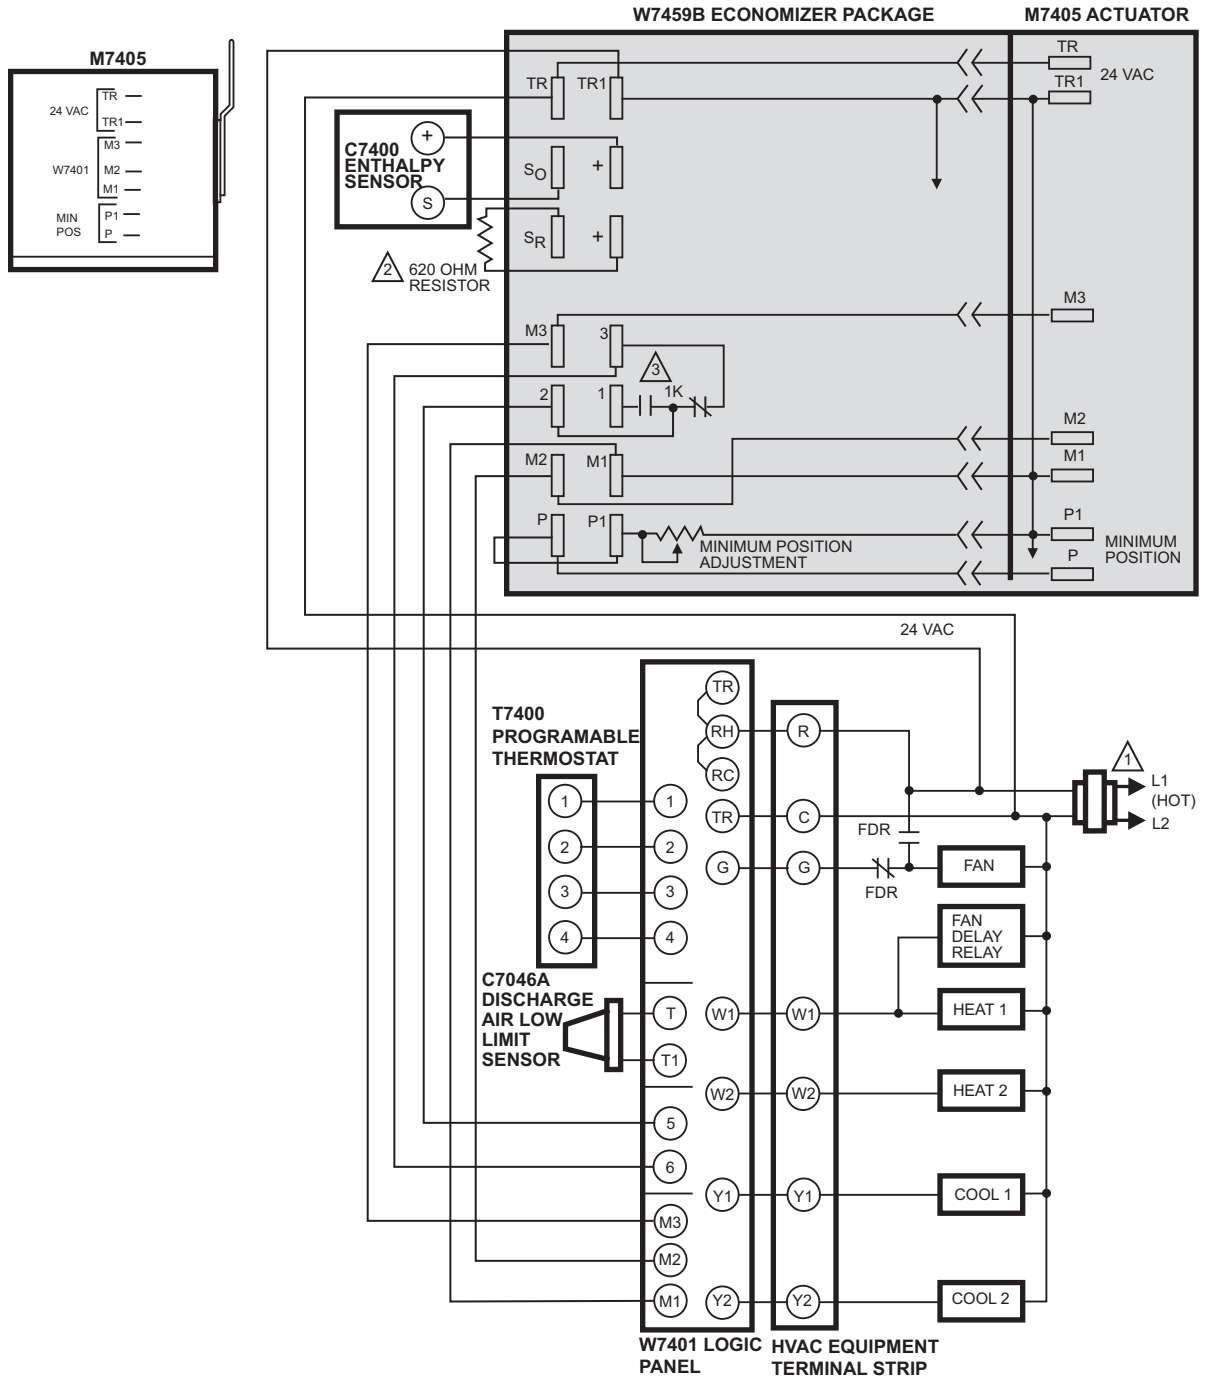 W7459B ECONOMIZER PACKAGE
M7405 ACTUATOR
M7405
TR
24 VAC
TR1
M3
W7401
M2
M1
MIN
POS
P1
P
TR
TR1
TR
24 VAC
TR1
C7400
ENTHALPY
SENSOR
+
S
SO
+
SR
+
2
620 OHM
RESISTOR
M3
3
M3
3
2
1
1K
M2
M1
M2
M1
P
P1
MINIMUM POSITION
ADJUSTMENT
P1
MINIMUM
POSITION
P
24 VAC
T7400
PROGRAMABLE
THERMOSTAT
1
2
3
4
C7046A
DISCHARGE
AIR LOW
LIMIT
SENSOR
1
2
3
4
T
T1
5
6
M3
M2
M1
TR
RH
RC
TR
G
W1
W2
Y1
Y2
R
C
G
W1
W2
Y1
Y2
1
L1
(HOT)
L2
FDR
FDR
FAN
FAN
DELAY
RELAY
HEAT 1
HEAT 2
COOL 1
COOL 2
W7401 LOGIC
PANEL
HVAC EQUIPMENT
TERMINAL STRIP